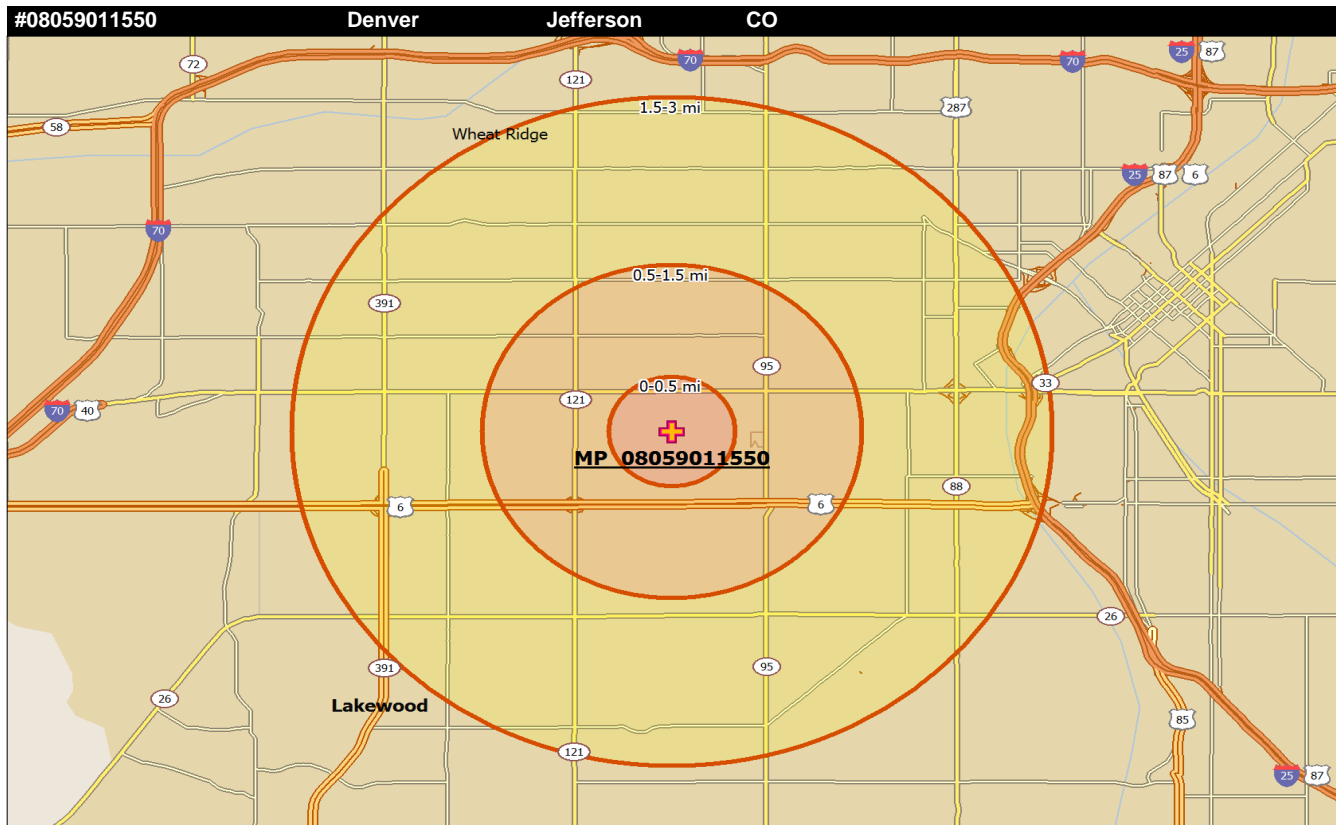 #08059011550 Denver Jefferson CO
25 87
70 70
72
121
1.5-3 mi
287
58
Wheat Ridge
25 87 6
70
0.5-1.5 mi
391
95
33
0-0.5 mi
121
70 40
MP 08059011550
88
6 6
26
391 95
26
Lakewood
85
121
25 87